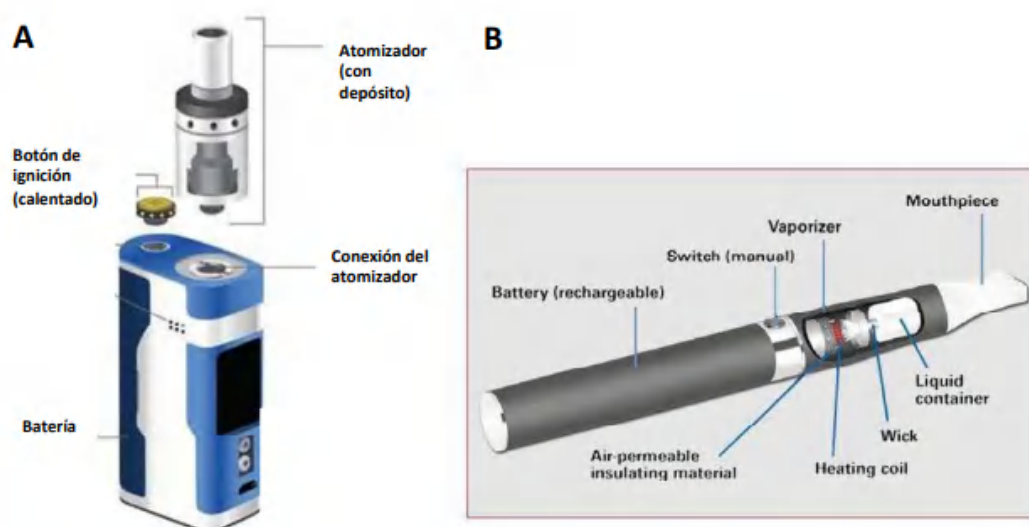 A
Atomizador
(con
depósito)
Botón de
ignición
(calentado)
Conexión del
atomizador
Batería
B
Mouthpiece
Vaporizer
Switch (manual)
Battery (rechargeable)
Liquid
container
Wick
Air-permeable
insulating material
Heating coil